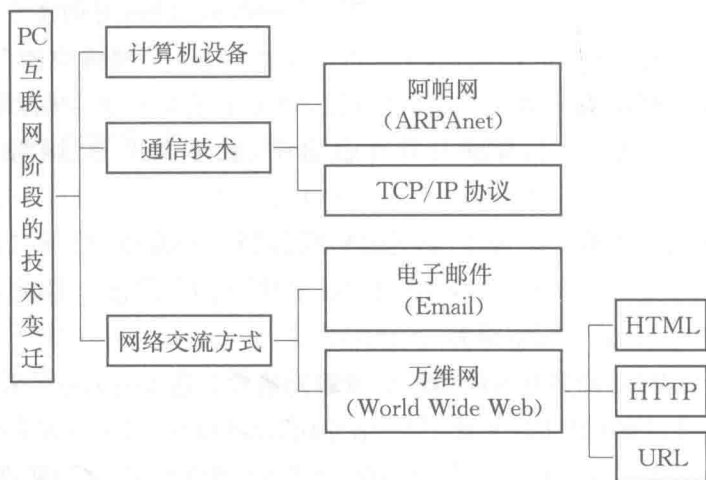 PC互联网阶段的技术变迁
计算机设备
通信技术
阿帕网
（ARPAnet）
TCP/IP 协议
网络交流方式
电子邮件
（Email）
万维网
（World Wide Web）
HTML
HTTP
URL